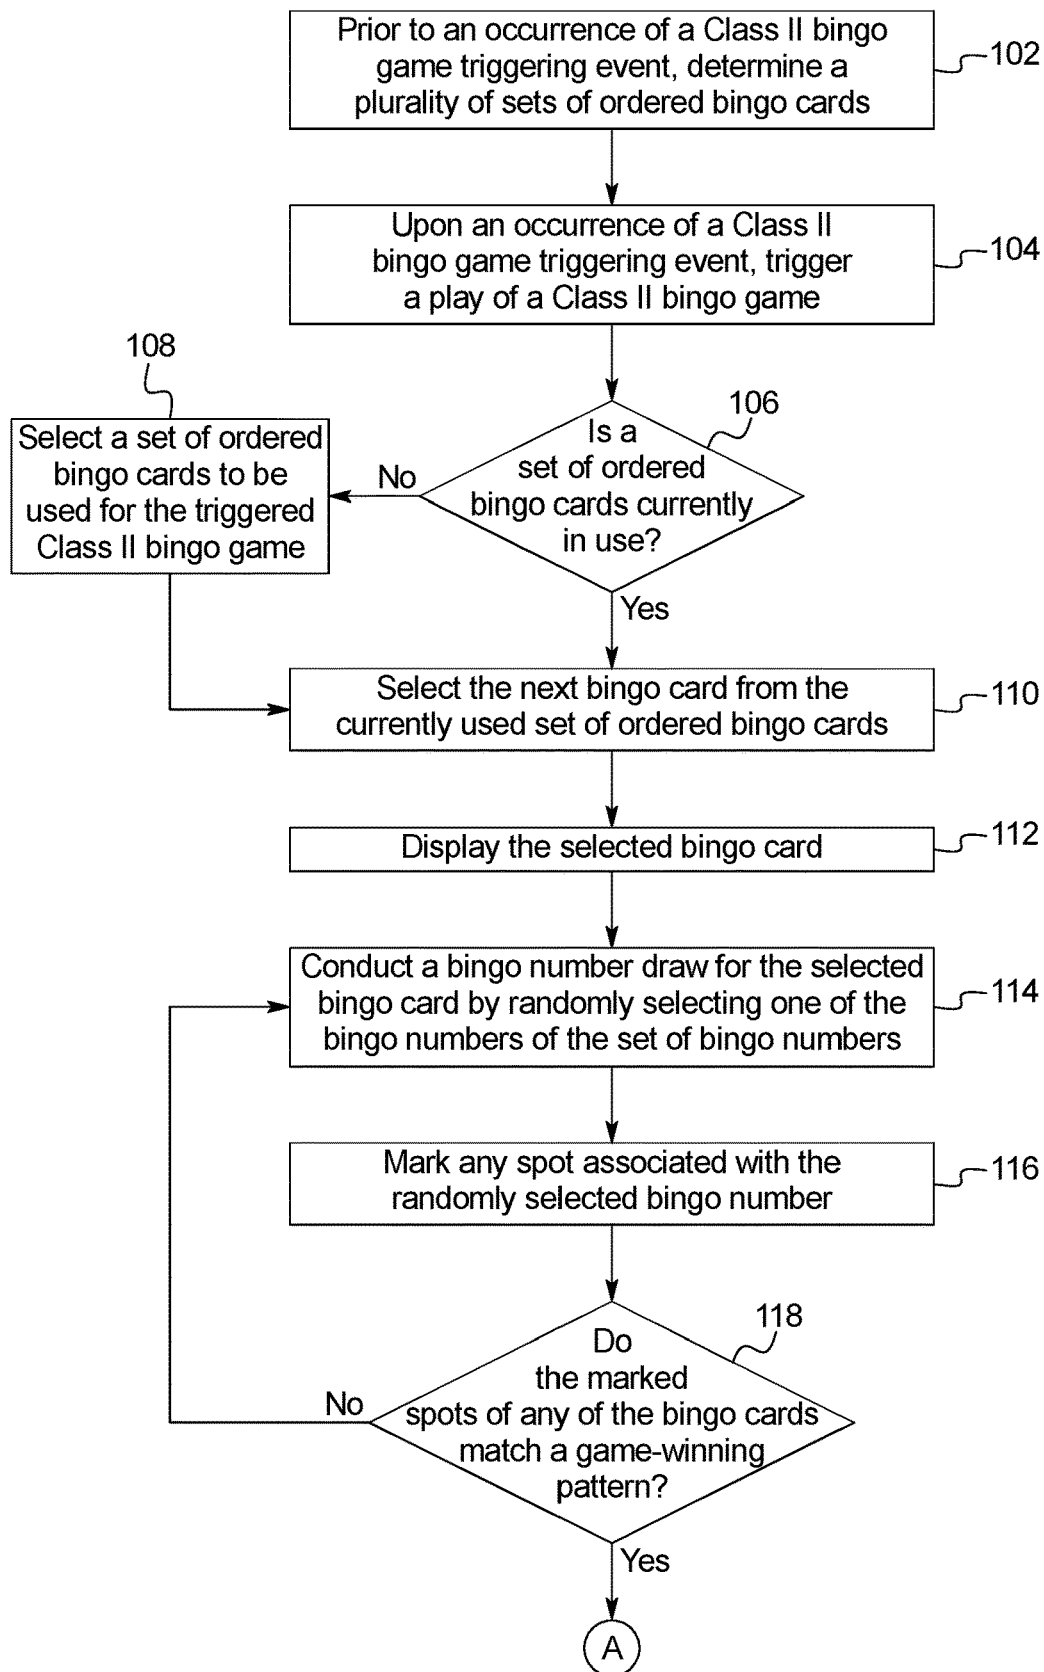 Prior to an occurrence of a Class II bingo
game triggering event, determine a
plurality of sets of ordered bingo cards
102
Upon an occurrence of a Class II
bingo game triggering event, trigger
a play of a Class II bingo game
104
108
Select a set of ordered
bingo cards to be
used for the triggered
Class II bingo game
No
106
Is a
set of ordered
bingo cards currently
in use?
Yes
Select the next bingo card from the
currently used set of ordered bingo cards
110
Display the selected bingo card
112
Conduct a bingo number draw for the selected
bingo card by randomly selecting one of the
bingo numbers of the set of bingo numbers
114
Mark any spot associated with the
randomly selected bingo number
116
118
Do
the marked
spots of any of the bingo cards
match a game-winning
pattern?
No
Yes
A